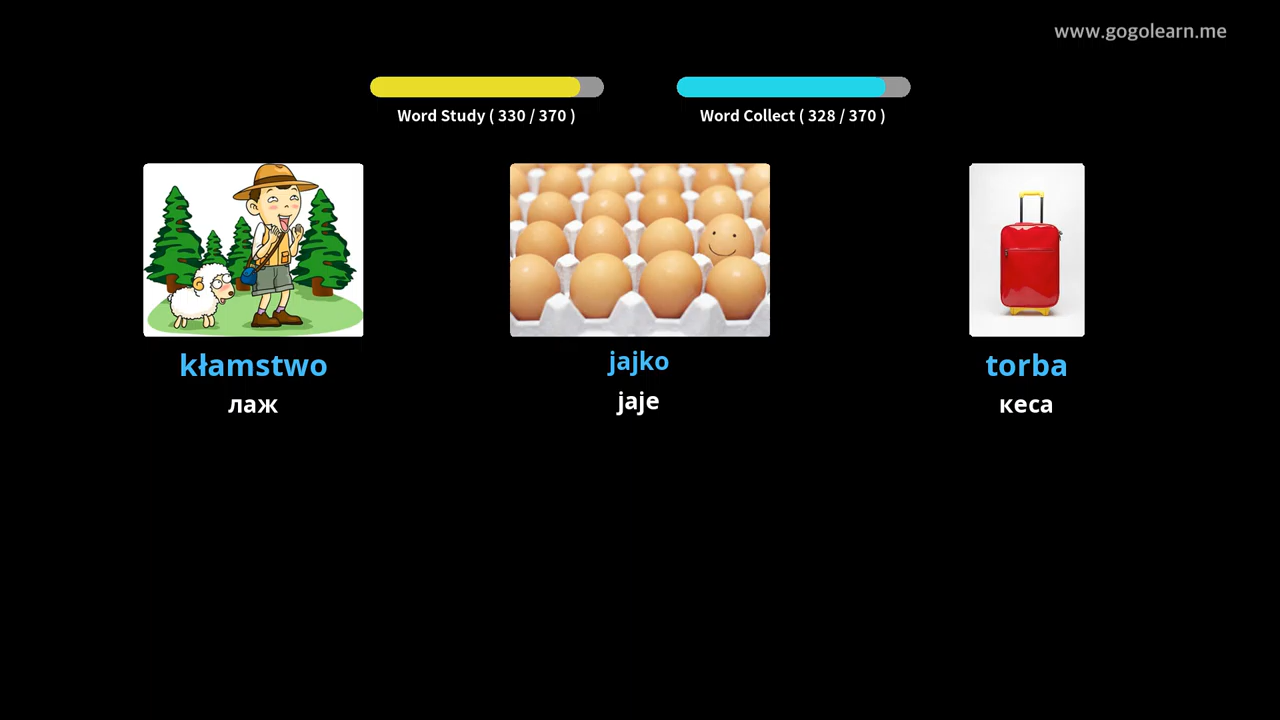 www.gogolearn.me
Word Study ( 330 / 370 )
Word Collect ( 328 / 370 )
kłamstwo
лаж
jajko
jaje
torba
кеса